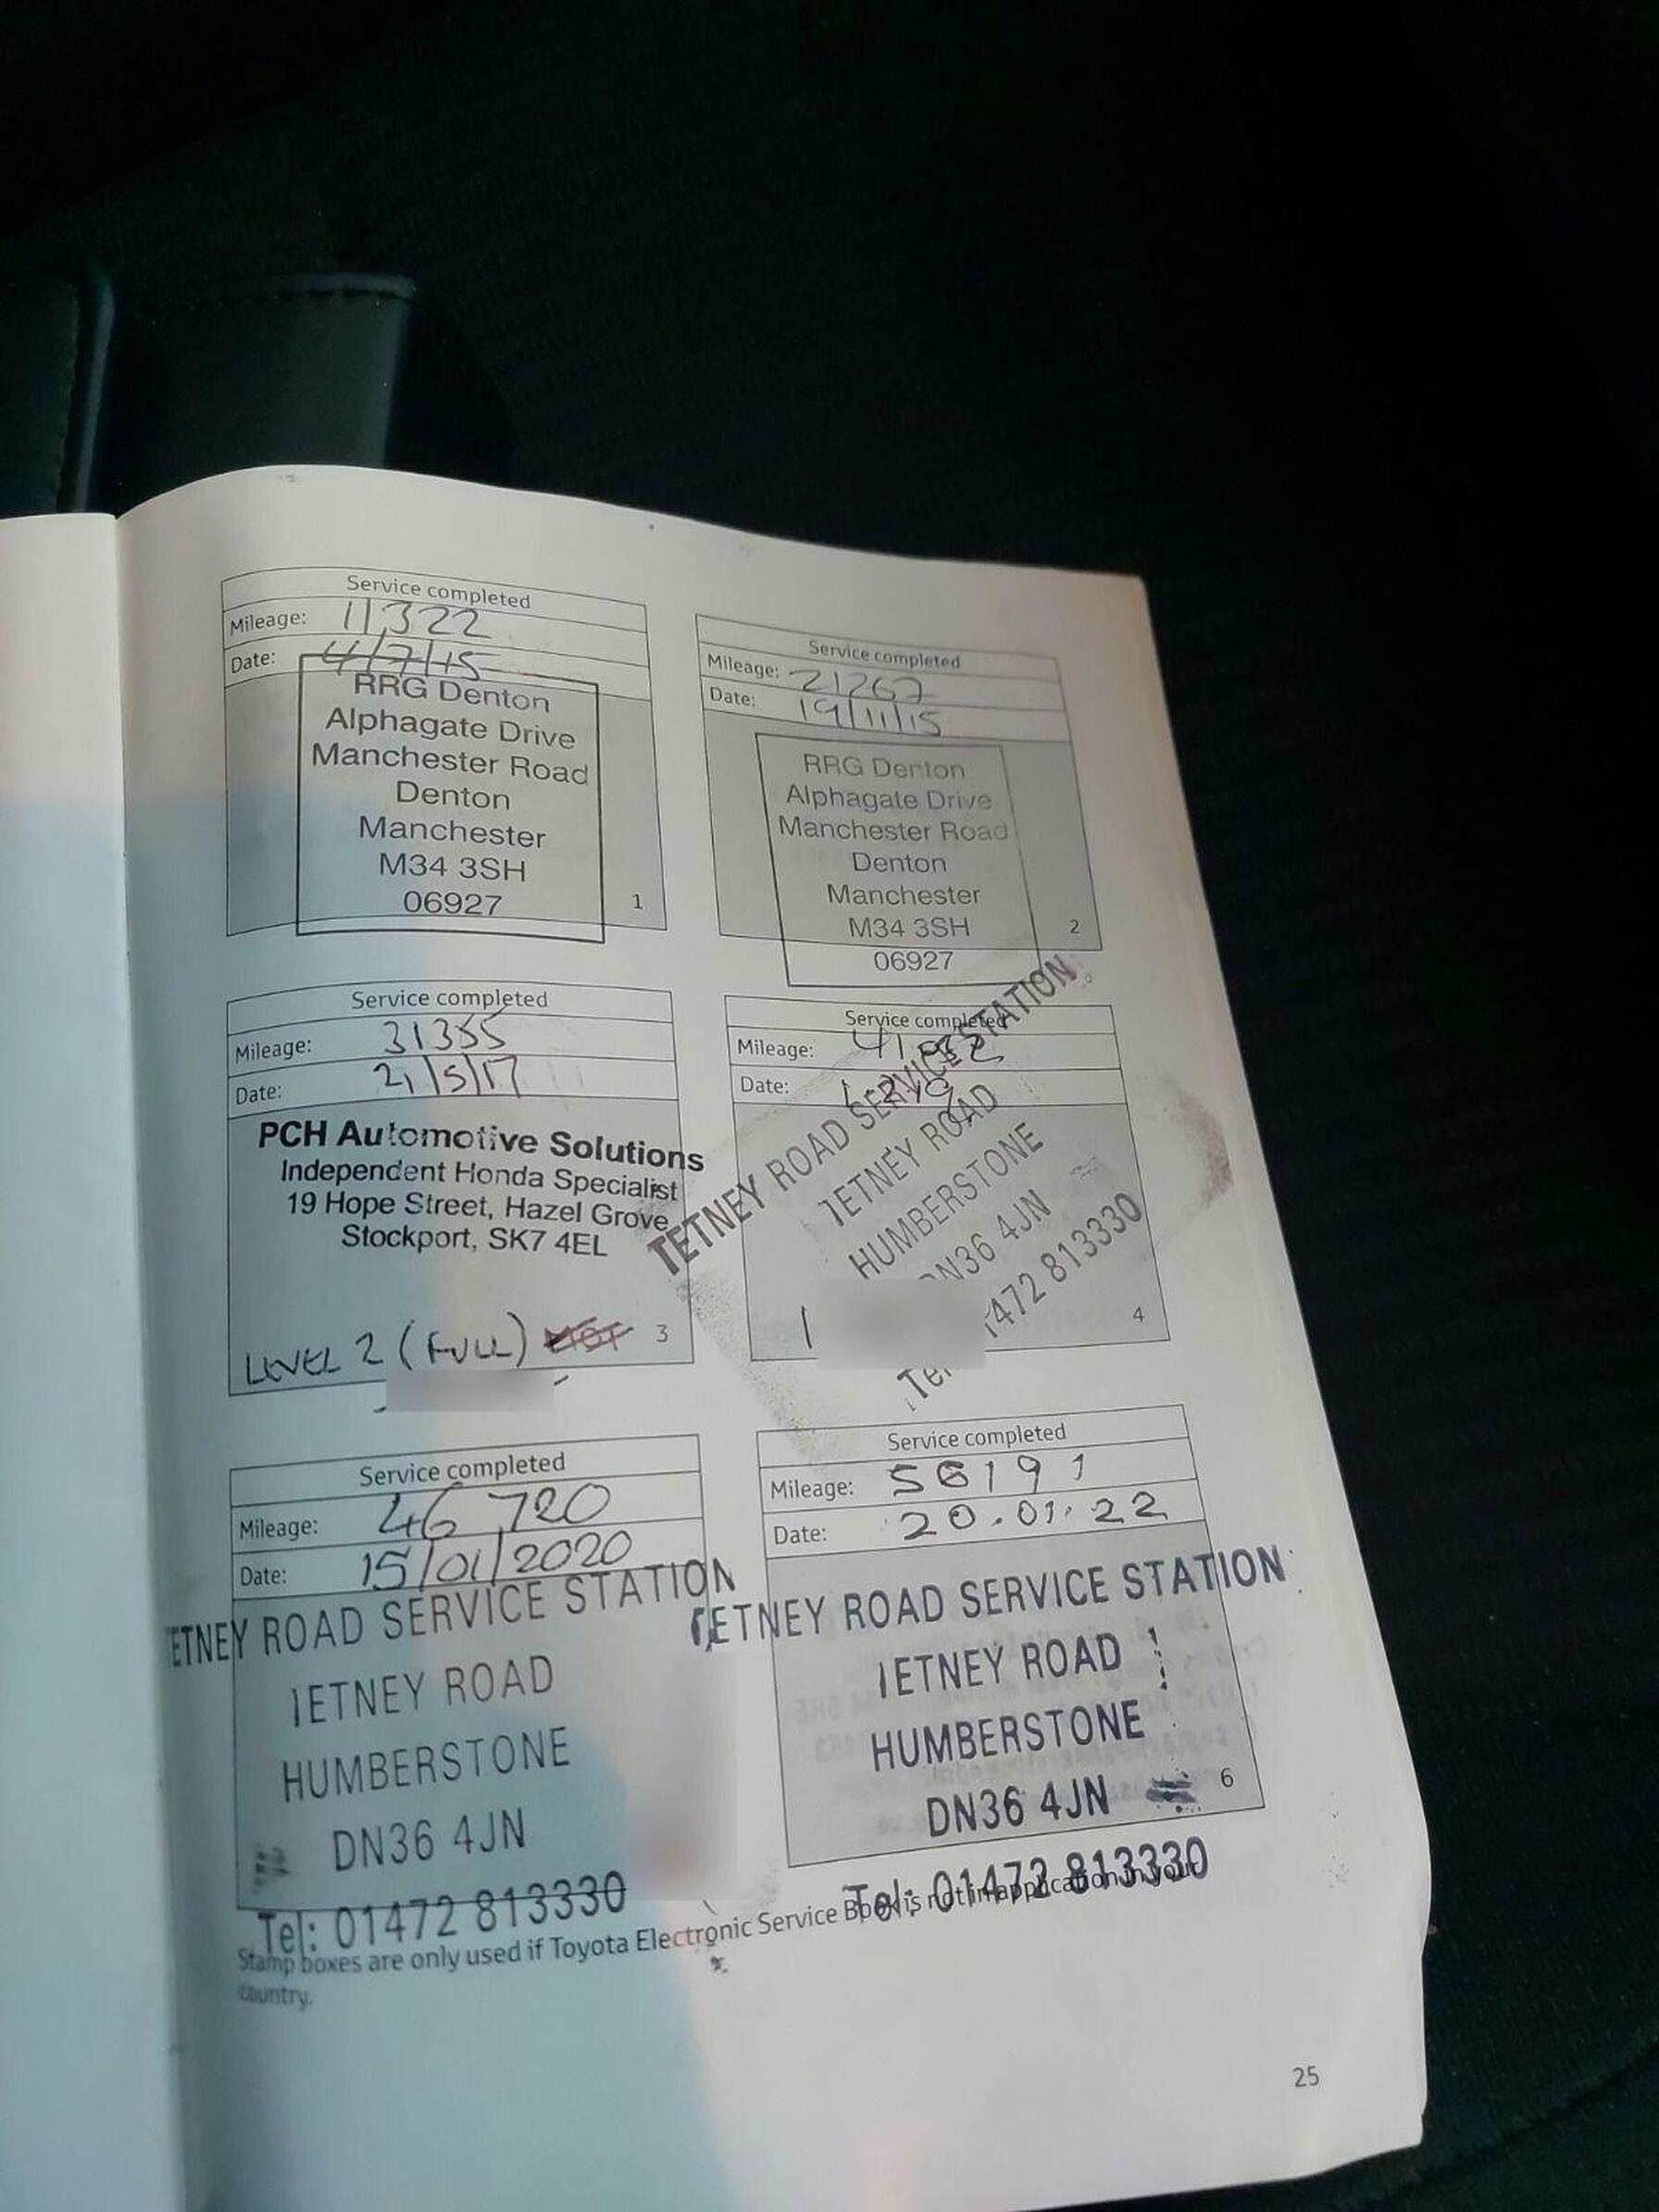 Service completed
Mileage: 11,322
Date: 4/7/15
RRG Denton
Alphagate Drive
Manchester Road
Denton
Manchester
M34 3SH
06927
1
Service completed
Mileage: 21267
Date: 19/11/15
RRG Denton
Alphagate Drive
Manchester Road
Denton
Manchester
M34 3SH
06927
2
Service completed
Mileage: 31355
Date: 21/5/17
PCH Automotive Solutions
Independent Honda Specialist
19 Hope Street, Hazel Grove
Stockport, SK7 4EL
LEVEL 2 (FULL)
3
Service completed
Mileage:
Date:
TETNEY ROAD SERVICE STATION
TETNEY ROAD
HUMBERSTONE
DN36 4JN
Tel 1472 813330
4
Service completed
Mileage: 46,720
Date: 15/01/2020
ETNEY ROAD SERVICE STATION
TETNEY ROAD
HUMBERSTONE
DN36 4JN
Tel: 01472 813330
Service completed
Mileage: 56191
Date: 20.01.22
TETNEY ROAD SERVICE STATION
TETNEY ROAD
HUMBERSTONE
DN36 4JN
6
Tel: 01472 813330
Stamp boxes are only used if Toyota Electronic Service Book is not in application in your
country.
25